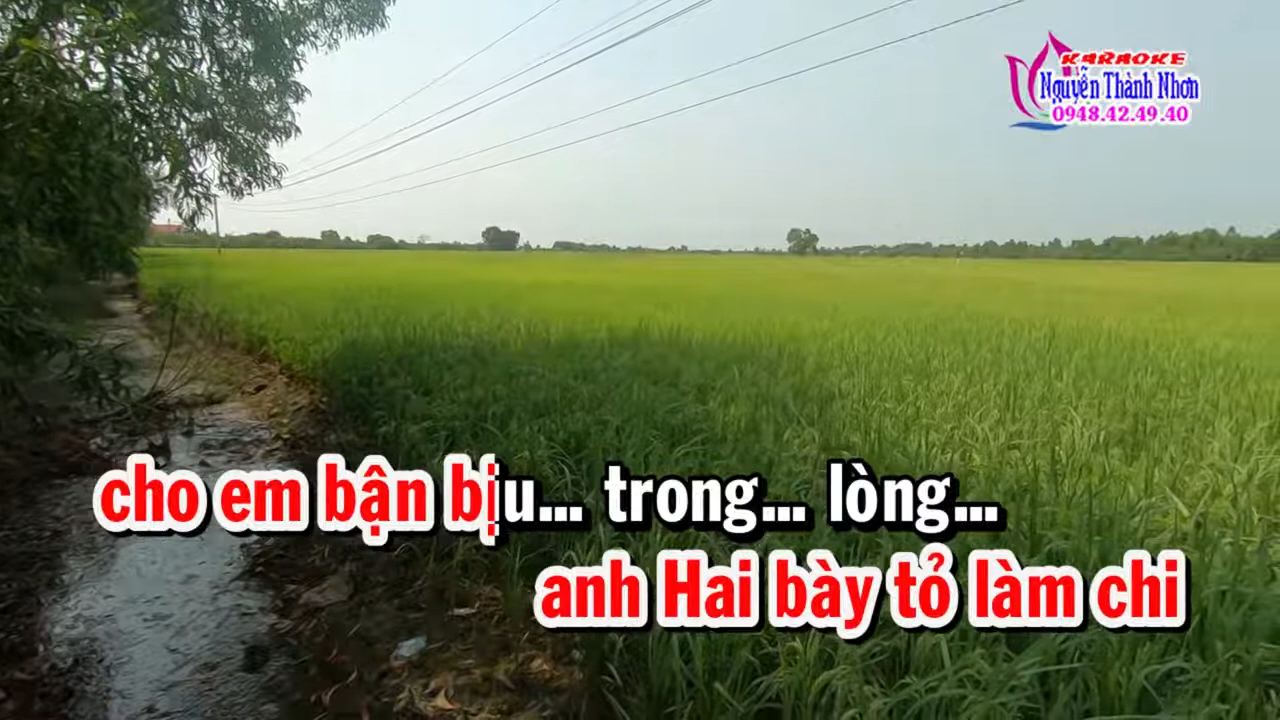 KARAOKE
Nguyễn Thành Nhơn
0948.42.49.40
cho em bận bịu... trong... lòng...
anh Hai bày tỏ làm chi